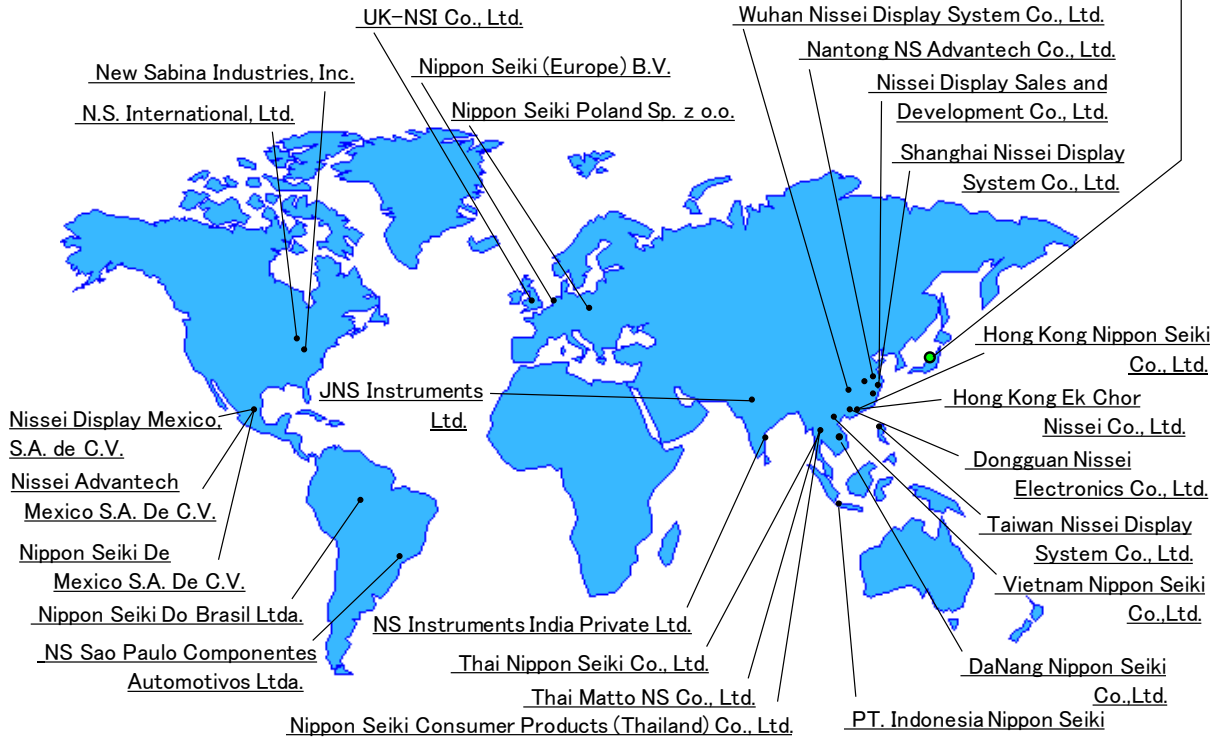 UK-NSI Co., Ltd.
Wuhan Nissei Display System Co., Ltd.
Nantong NS Advantech Co., Ltd.
New Sabina Industries, Inc.
Nippon Seiki (Europe) B.V.
Nissei Display Sales and
Development Co., Ltd.
N.S. International, Ltd.
Nippon Seiki Poland Sp. z o.o.
Shanghai Nissei Display
System Co., Ltd.
Hong Kong Nippon Seiki
Co., Ltd.
JNS Instruments
Ltd.
Hong Kong Ek Chor
Nissei Co., Ltd.
Nissei Display Mexico,
S.A. de C.V.
Dongguan Nissei
Electronics Co., Ltd.
Nissei Advantech
Mexico S.A. De C.V.
Taiwan Nissei Display
System Co., Ltd.
Nippon Seiki De
Mexico S.A. De C.V.
Vietnam Nippon Seiki
Co.,Ltd.
Nippon Seiki Do Brasil Ltda.
NS Instruments India Private Ltd.
NS Sao Paulo Componentes
Automotivos Ltda.
Thai Nippon Seiki Co., Ltd.
DaNang Nippon Seiki
Co.,Ltd.
Thai Matto NS Co., Ltd.
Nippon Seiki Consumer Products (Thailand) Co., Ltd.
PT. Indonesia Nippon Seiki